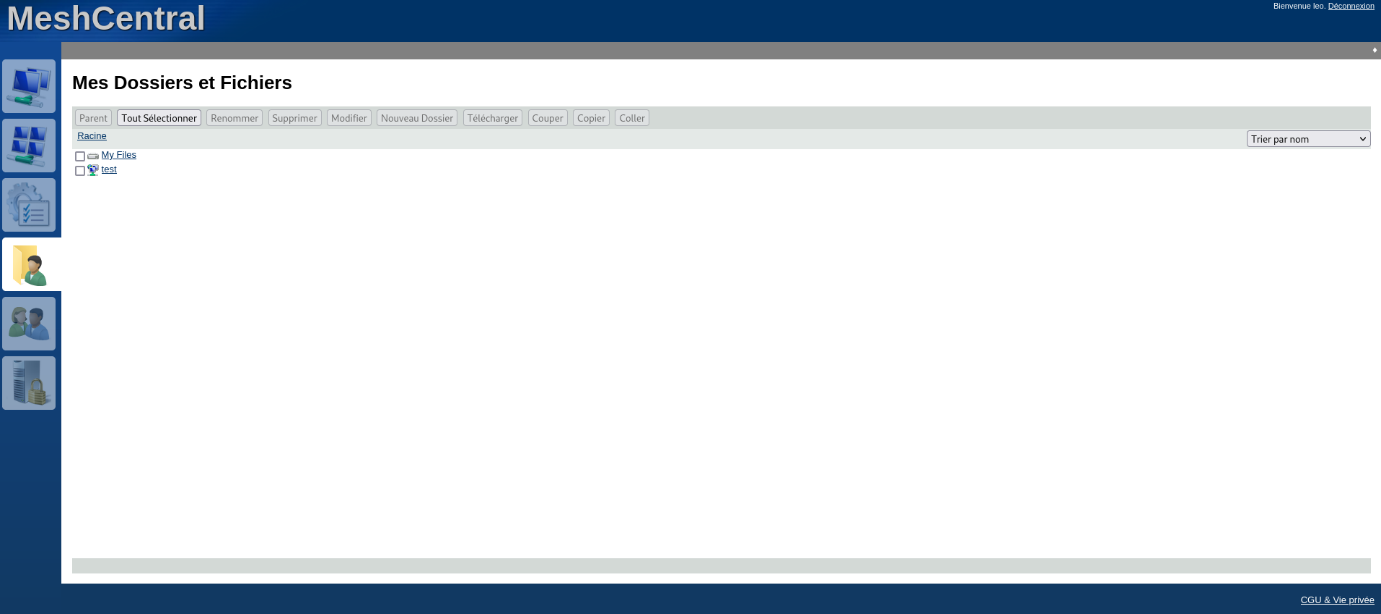 MeshCentral
Bienvenue leo. Déconnexion
Mes Dossiers et Fichiers
Parent Tout Sélectionner Renommer Supprimer Modifier Nouveau Dossier Télécharger Couper Copier Coller
Racine
Trier par nom
My Files
test
CGU & Vie privée